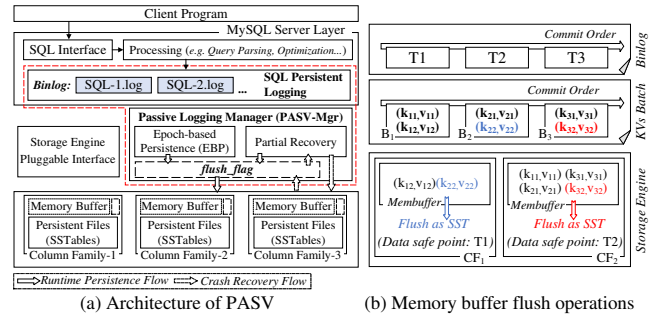 Client Program
MySQL Server Layer
SQL Interface
Processing (e.g. Query Parsing, Optimization...)
Binlog: SQL-1.log SQL-2.log ...
SQL Persistent
Logging
Passive Logging Manager (PASV-Mgr)
Epoch-based
Persistence (EBP)
Partial Recovery
flush_flag
Storage Engine
Pluggable Interface
Memory Buffer
Persistent Files
(SSTables)
Column Family-1
Memory Buffer
Persistent Files
(SSTables)
Column Family-2
Memory Buffer
Persistent Files
(SSTables)
Column Family-3
Runtime Persistence Flow
Crash Recovery Flow
(a) Architecture of PASV
Commit Order
T1 T2 T3
Binlog
Commit Order
(k11,v11) (k21,v21) (k31,v31)
(k12,v12) (k22,v22) (k32,v32)
B1 B2 B3
KVs Batch
(k12,v12)(k22,v22)
Membuffer
Flush as SST
(Data safe point: T1)
CF1
(k11,v11) (k31,v31)
(k21,v21) (k32,v32)
Membuffer
Flush as SST
(Data safe point: T2)
CF2
Storage Engine
(b) Memory buffer flush operations